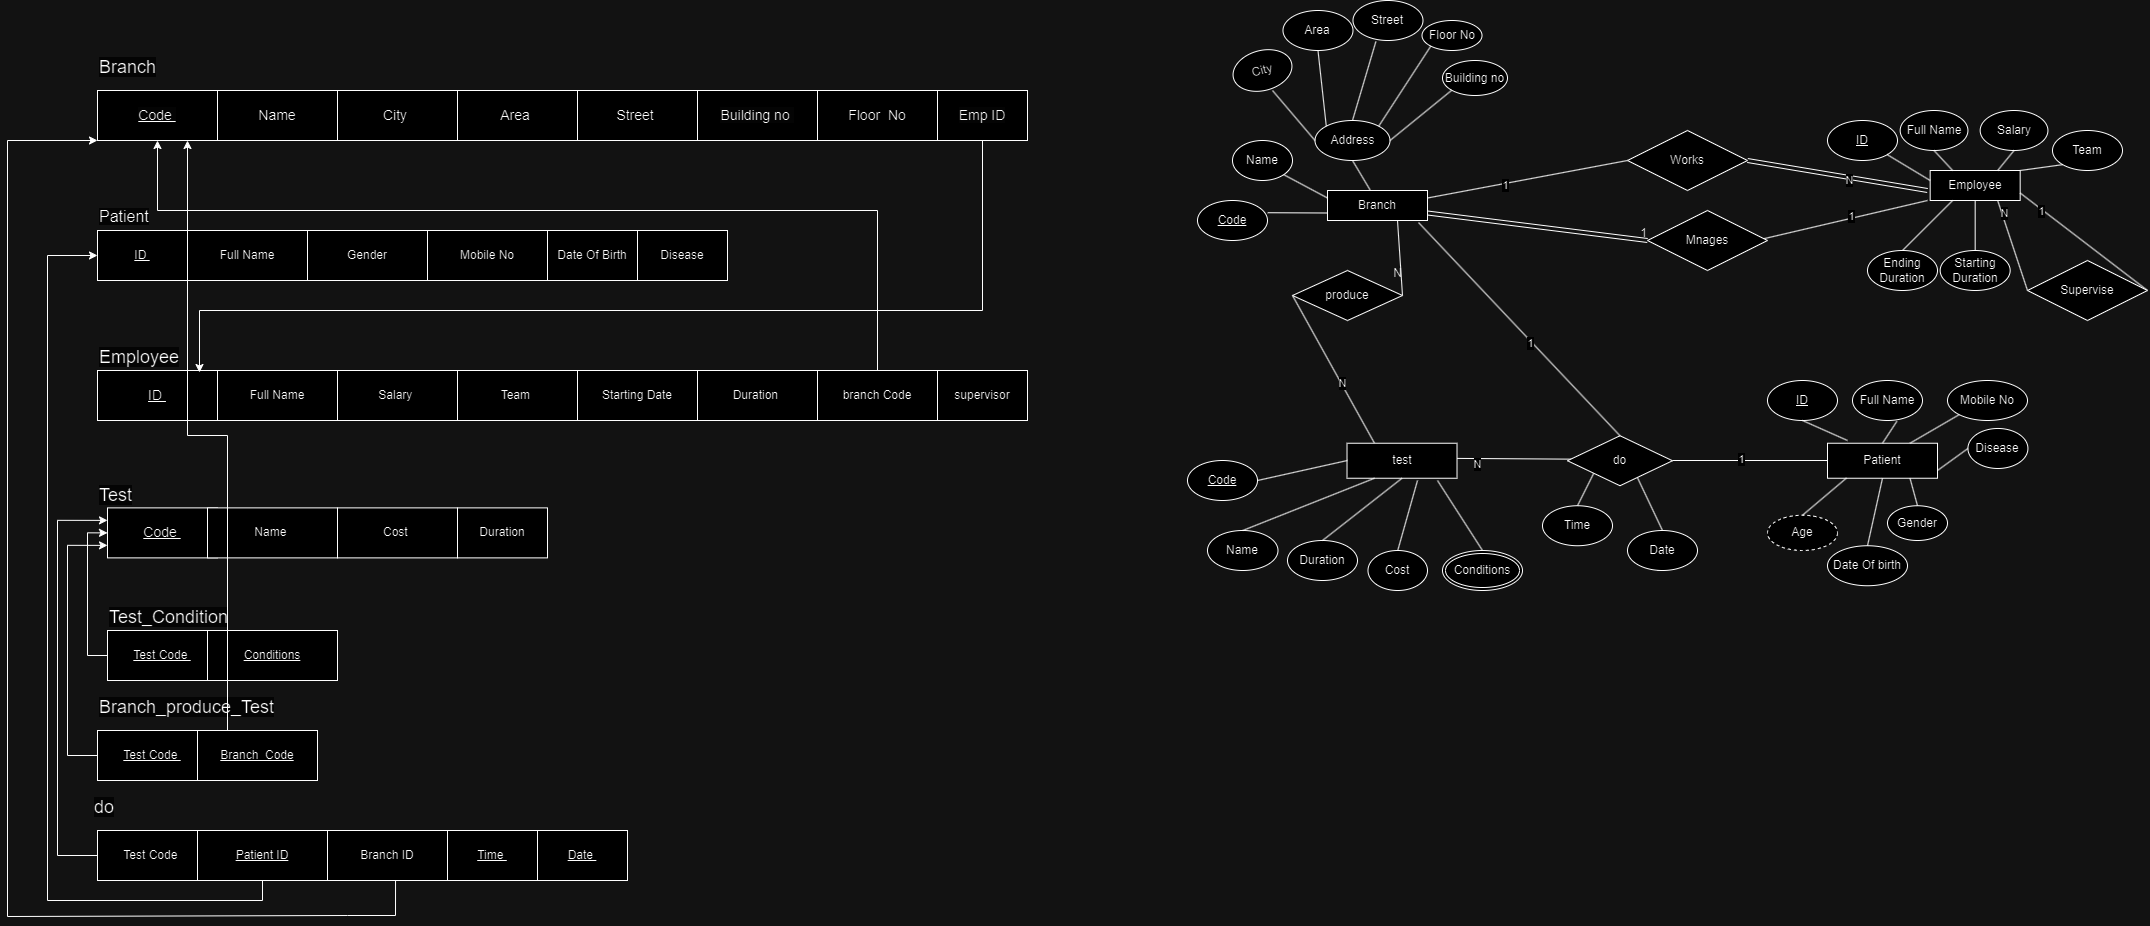 Branch
Code Name City Area Street Building no Floor No Emp ID
Patient
ID Full Name Gender Mobile No Date Of Birth Disease
Employee
ID Full Name Salary Team Starting Date Duration branch Code supervisor
Test
Code Name Cost Duration
Test_Condition
Test Code Conditions
Branch_produce_Test
Test Code Branch Code
do
Test Code Patient ID Branch ID Time Date
Street
Area
Floor No
City
Building no
Address
Name
Branch
Code
Works
1
N
Mnages
1
1
ID
Full Name
Salary
Team
Employee
Ending
Duration
Starting
Duration
N
1
Supervise
N
produce
N
1
test
Code
Name
Duration
Cost
Conditions
N
do
1
Time
Date
ID
Full Name
Mobile No
Disease
Patient
Age
Date Of birth
Gender